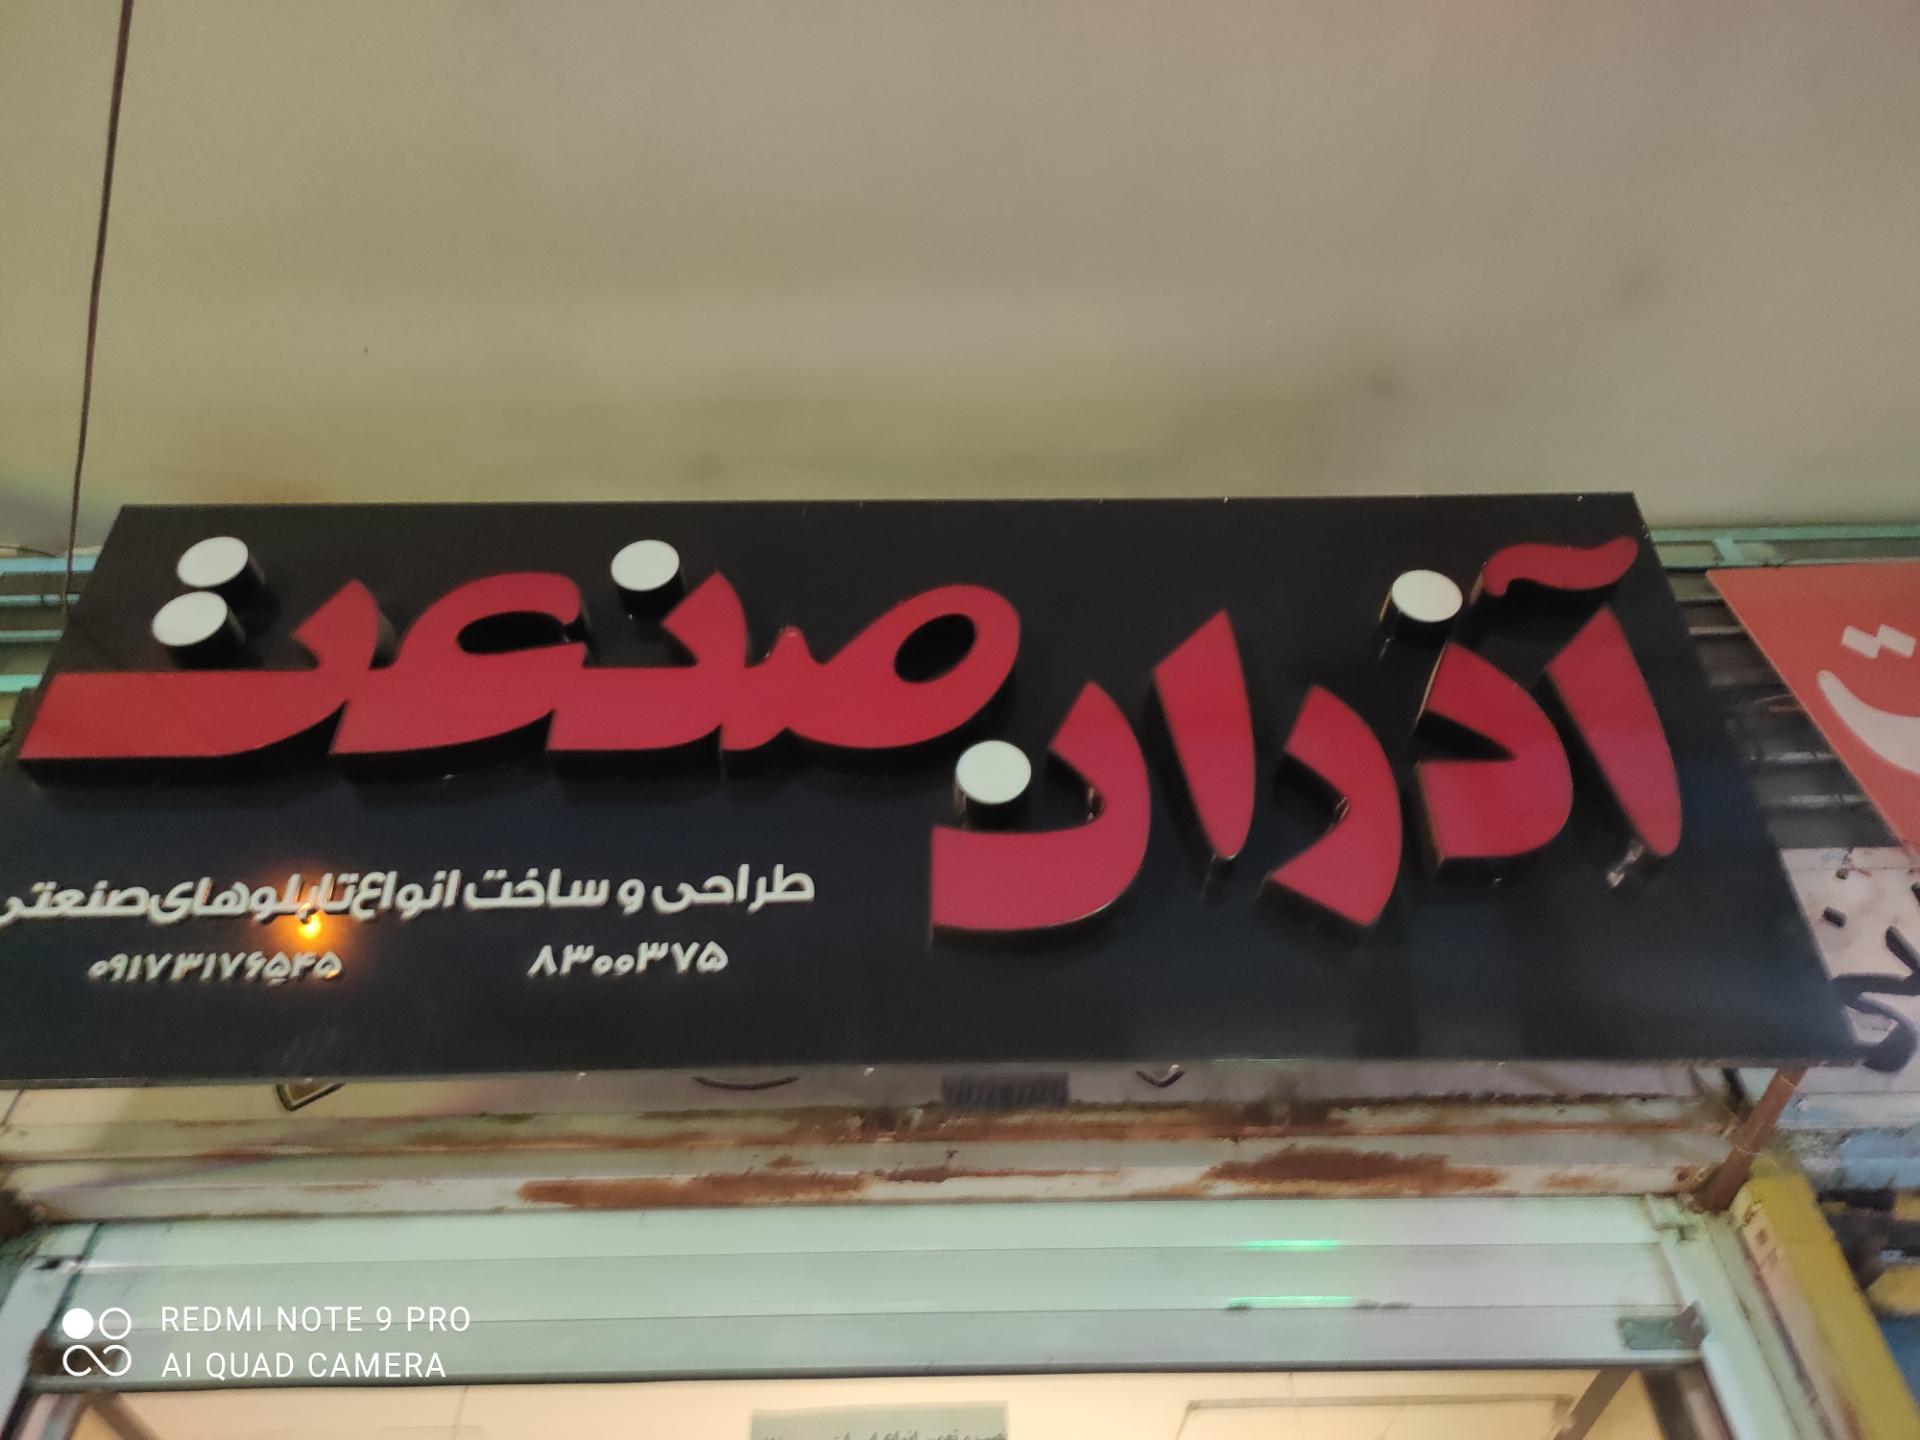 آذران صنعت
طراحی و ساخت انواع تابلوهای صنعتی
۸۳۰۰۳۷۵
۰۹۱۷۳۱۷۶۵۴۵
REDMI NOTE 9 PRO
AI QUAD CAMERA